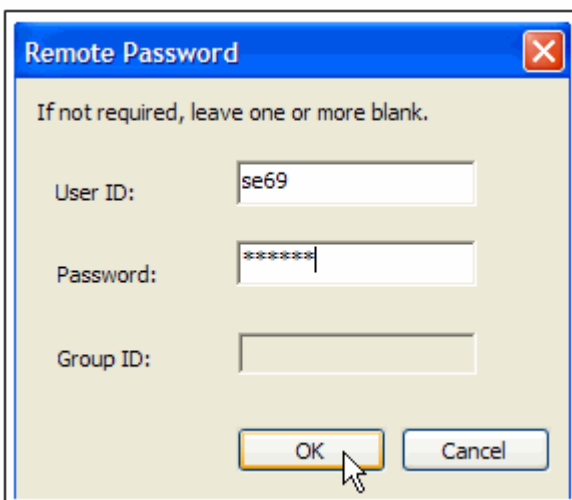 Remote Password
If not required, leave one or more blank.
User ID: se69
Password: ******
Group ID:
OK Cancel